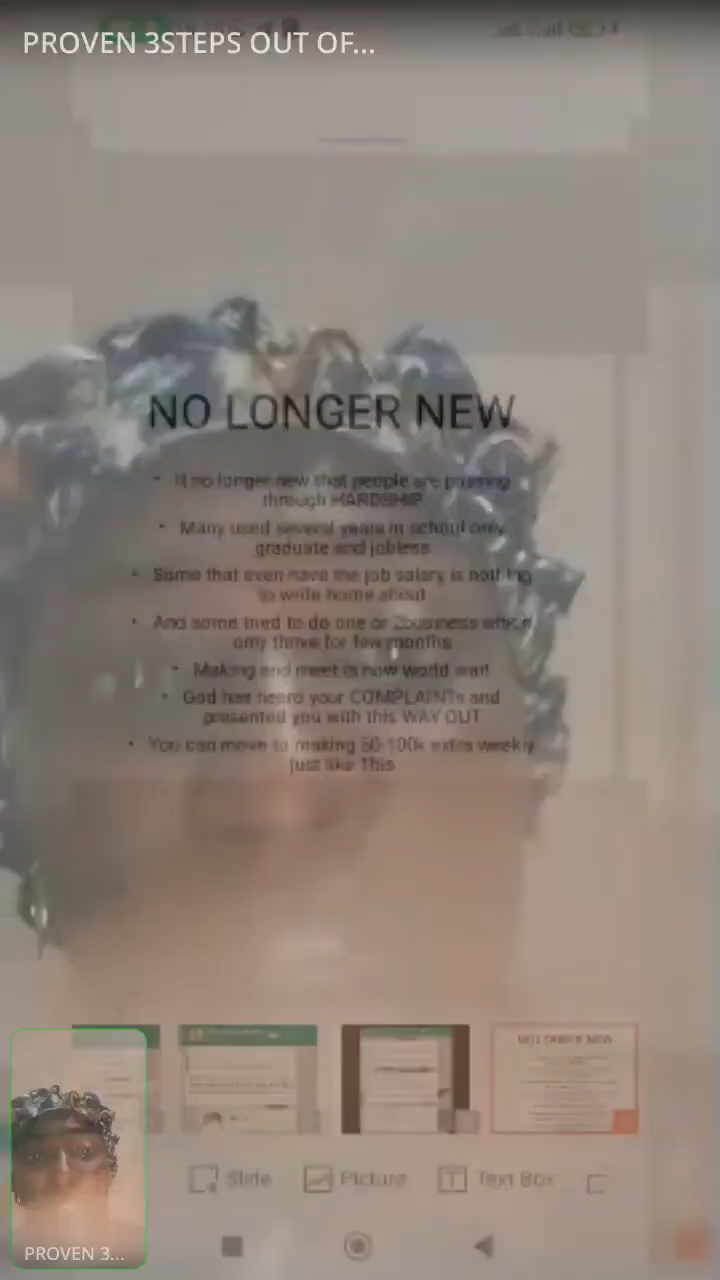 PROVEN 3STEPS OUT OF...
NO LONGER NEW
• It no longer new that people are passing
through HARDSHIP
• Many used several years in school only
graduate and jobless
• Some that even have the job salary is nothing
to write home about
• And some tried to do one or 2business which
only thrive for few months
• Making end meet is now world war1
• God has heard your COMPLAINTs and
presented you with this WAY OUT
• You can move to making 50-100k extra weekly
just like This
NO LONGER NEW
Slide
Picture
Text Box
PROVEN 3...